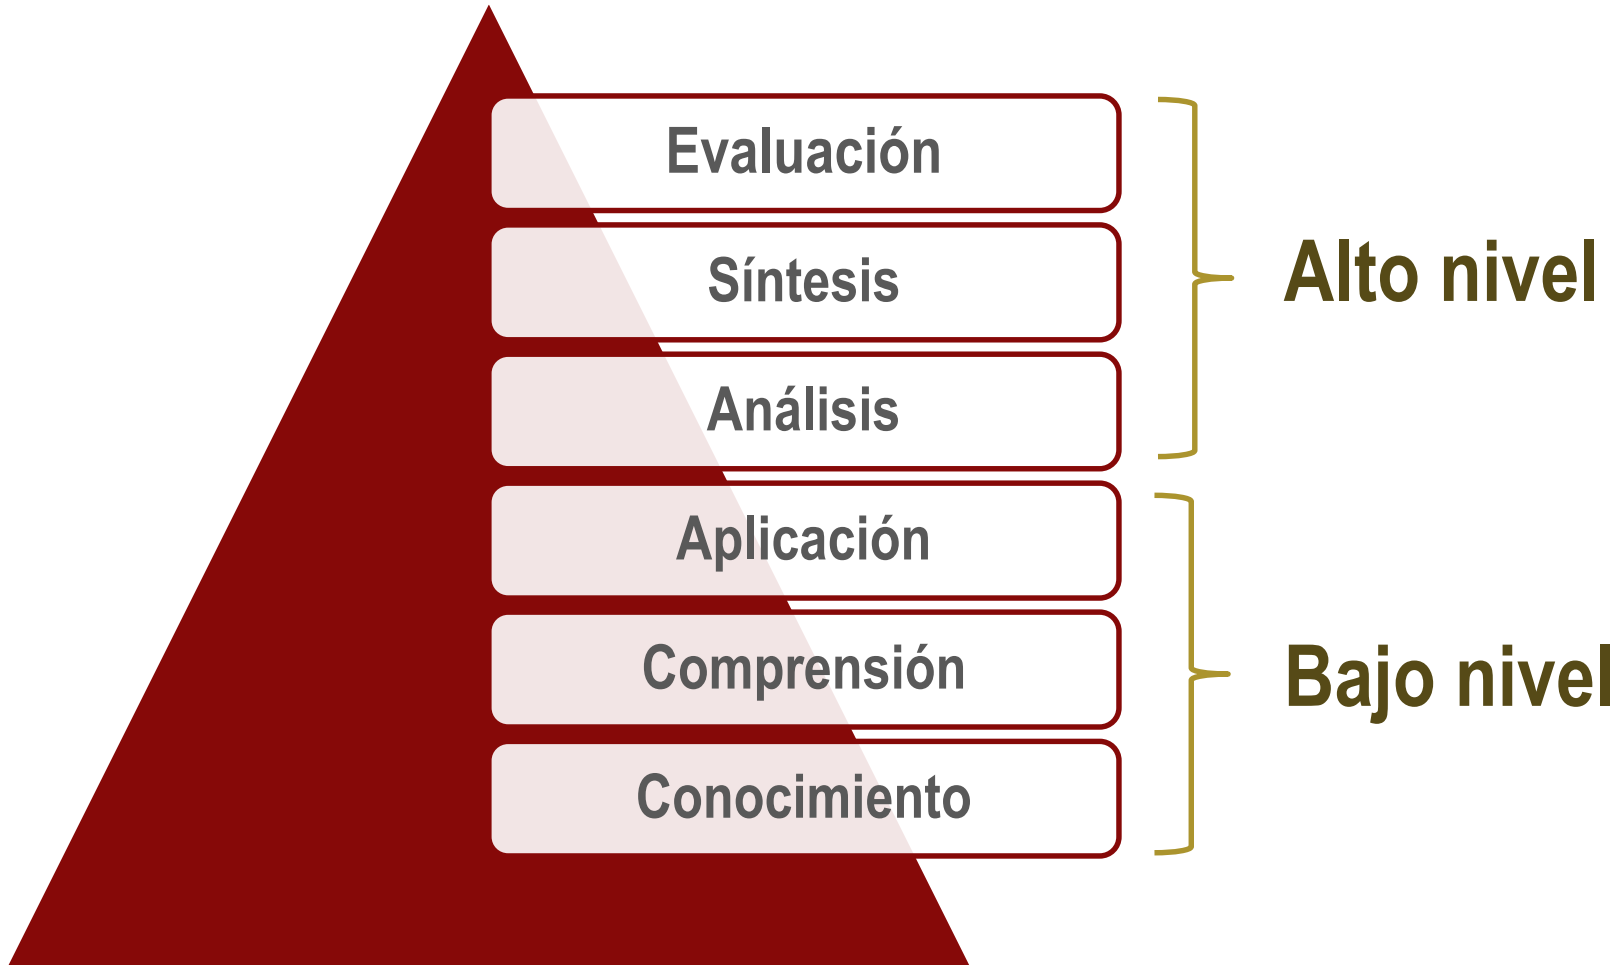 Evaluación
Síntesis
Análisis
Alto nivel
Aplicación
Comprensión
Conocimiento
Bajo nivel